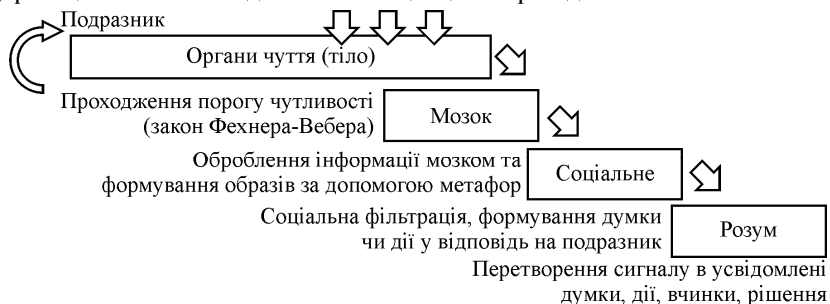 Подразник
Органи чуття (тіло)
Проходження порогу чутливості
(закон Фехнера-Вебера)
Мозок
Оброблення інформації мозком та
формування образів за допомогою метафор
Соціальне
Соціальна фільтрація, формування думки
чи дії у відповідь на подразник
Розум
Перетворення сигналу в усвідомлені
думки, дії, вчинки, рішення